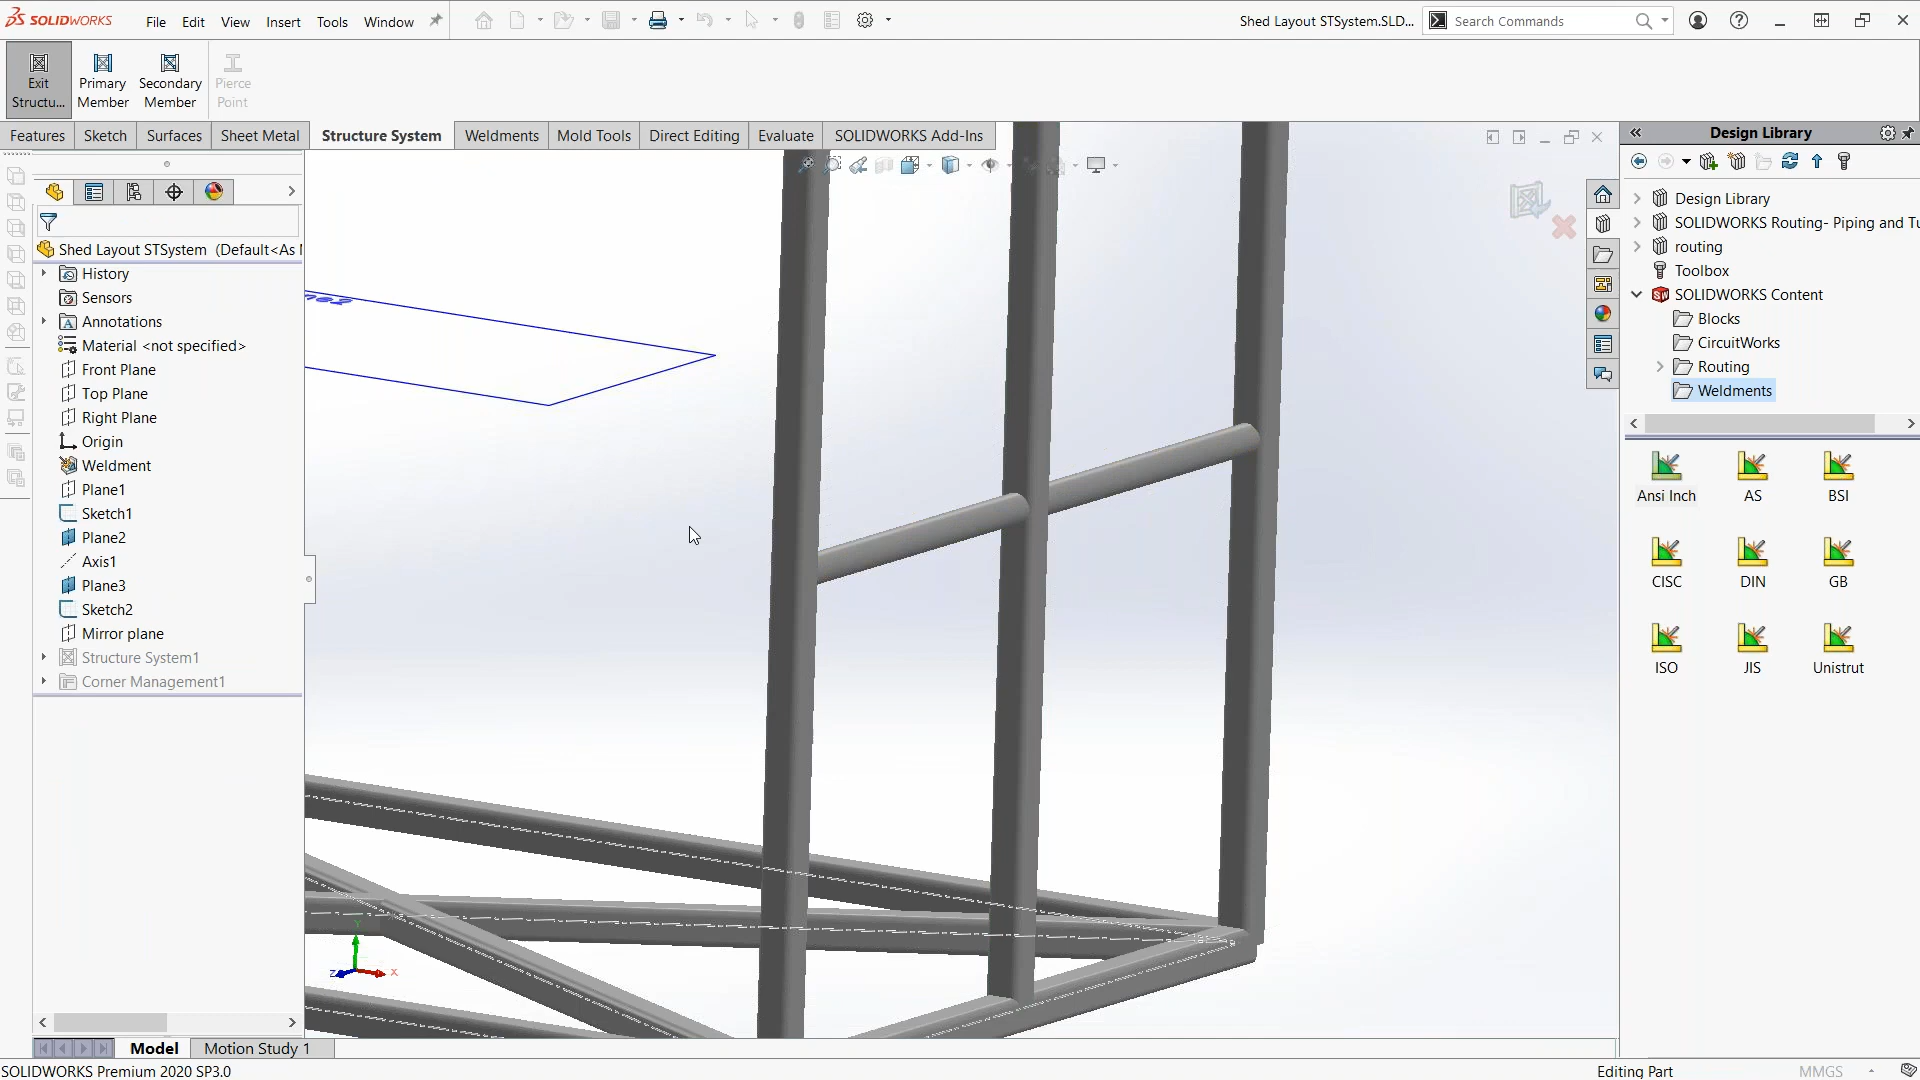 SOLIDWORKS File Edit View Insert Tools Window Shed Layout STSystem.SLD... Search Commands
Exit Structu... Primary Member Secondary Member Pierce Point
Features Sketch Surfaces Sheet Metal Structure System Weldments Mold Tools Direct Editing Evaluate SOLIDWORKS Add-Ins
Shed Layout STSystem (Default<As
History
Sensors
Annotations
Material <not specified>
Front Plane
Top Plane
Right Plane
Origin
Weldment
Plane1
Sketch1
Plane2
Axis1
Plane3
Sketch2
Mirror plane
Structure System1
Corner Management1
Y
Z X
Design Library
Design Library
SOLIDWORKS Routing- Piping and Tu
routing
Toolbox
SOLIDWORKS Content
Blocks
CircuitWorks
Routing
Weldments
Ansi Inch AS BSI
CISC DIN GB
ISO JIS Unistrut
Model Motion Study 1
SOLIDWORKS Premium 2020 SP3.0 Editing Part MMGS